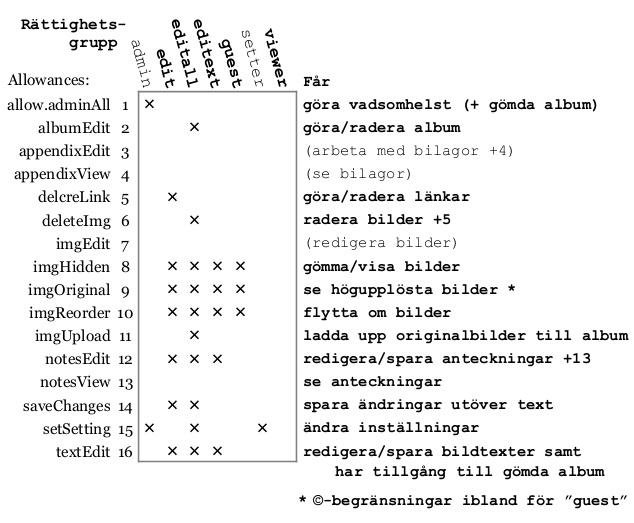 Rättighets-
grupp
admin edit editall editext guest setter viewer
Allowances: Får
allow.adminAll 1 × göra vadsomhelst (+ gömda album)
albumEdit 2 × göra/radera album
appendixEdit 3 (arbeta med bilagor +4)
appendixView 4 (se bilagor)
delcreLink 5 × göra/radera länkar
deleteImg 6 × radera bilder +5
imgEdit 7 (redigera bilder)
imgHidden 8 × × × × gömma/visa bilder
imgOriginal 9 × × × × se högupplösta bilder *
imgReorder 10 × × × × flytta om bilder
imgUpload 11 × ladda upp originalbilder till album
notesEdit 12 × × × redigera/spara anteckningar +13
notesView 13 se anteckningar
saveChanges 14 × × spara ändringar utöver text
setSetting 15 × × × ändra inställningar
textEdit 16 × × × redigera/spara bildtexter samt
har tillgång till gömda album
* ©-begränsningar ibland för ”guest”